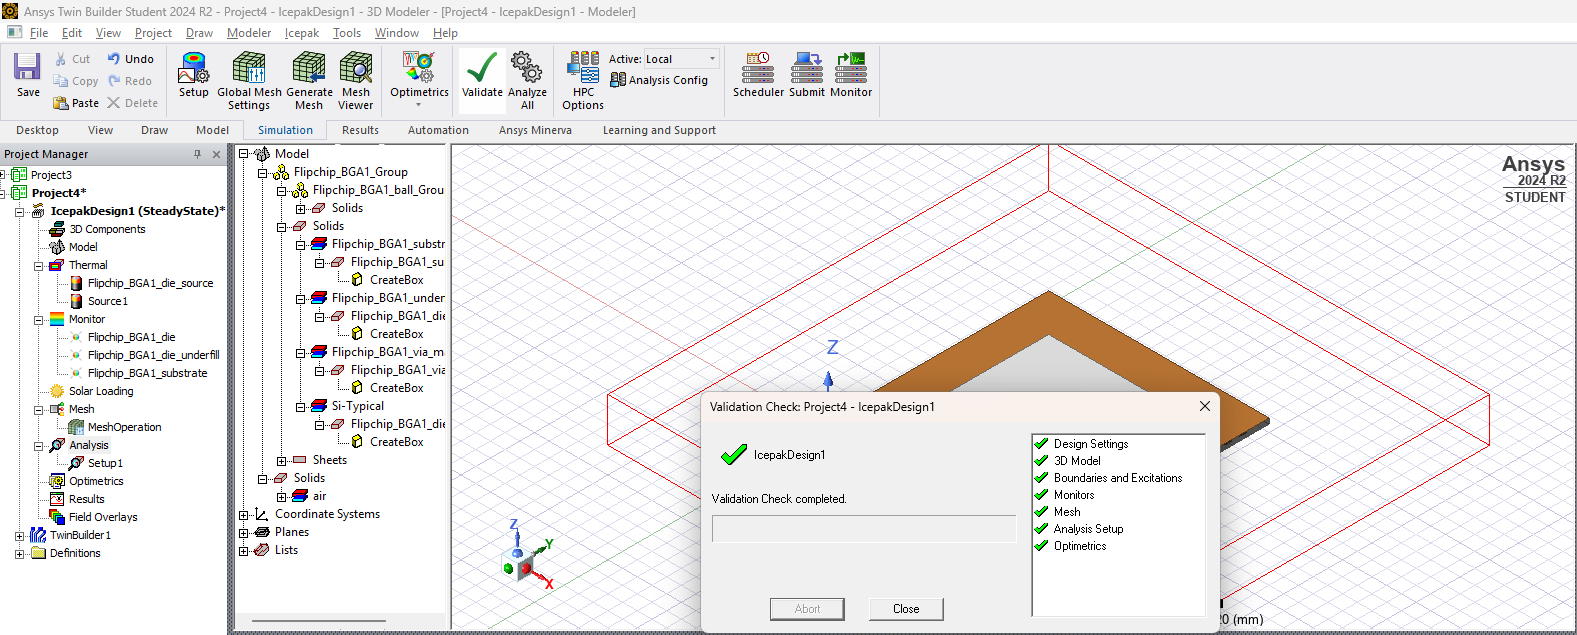 Ansys Twin Builder Student 2024 R2 - Project4 - IcepakDesign1 - 3D Modeler - [Project4 - IcepakDesign1 - Modeler]
File Edit View Project Draw Modeler Icepak Tools Window Help
Save
Cut
Copy
Paste
Undo
Redo
Delete
Setup
Global Mesh Settings
Generate Mesh
Mesh Viewer
Optimetrics
Validate
Analyze All
HPC Options
Active: Local
Analysis Config
Scheduler
Submit
Monitor
Desktop View Draw Model Simulation Results Automation Ansys Minerva Learning and Support
Project Manager
Project3
Project4*
IcepakDesign1 (SteadyState)*
3D Components
Model
Thermal
Flipchip_BGA1_die_source
Source1
Monitor
Flipchip_BGA1_die
Flipchip_BGA1_die_underfill
Flipchip_BGA1_substrate
Solar Loading
Mesh
MeshOperation
Analysis
Setup1
Optimetrics
Results
Field Overlays
TwinBuilder1
Definitions
Model
Flipchip_BGA1_Group
Flipchip_BGA1_ball_Grou
Solids
Solids
Flipchip_BGA1_substr
Flipchip_BGA1_su
CreateBox
Flipchip_BGA1_under
Flipchip_BGA1_die
CreateBox
Flipchip_BGA1_via_ma
Flipchip_BGA1_via
CreateBox
Si-Typical
Flipchip_BGA1_die
CreateBox
Sheets
Solids
air
Coordinate Systems
Planes
Lists
Ansys
2024 R2
STUDENT
Z
Z
Y
X
Validation Check: Project4 - IcepakDesign1
IcepakDesign1
Validation Check completed.
Abort
Close
Design Settings
3D Model
Boundaries and Excitations
Monitors
Mesh
Analysis Setup
Optimetrics
20 (mm)